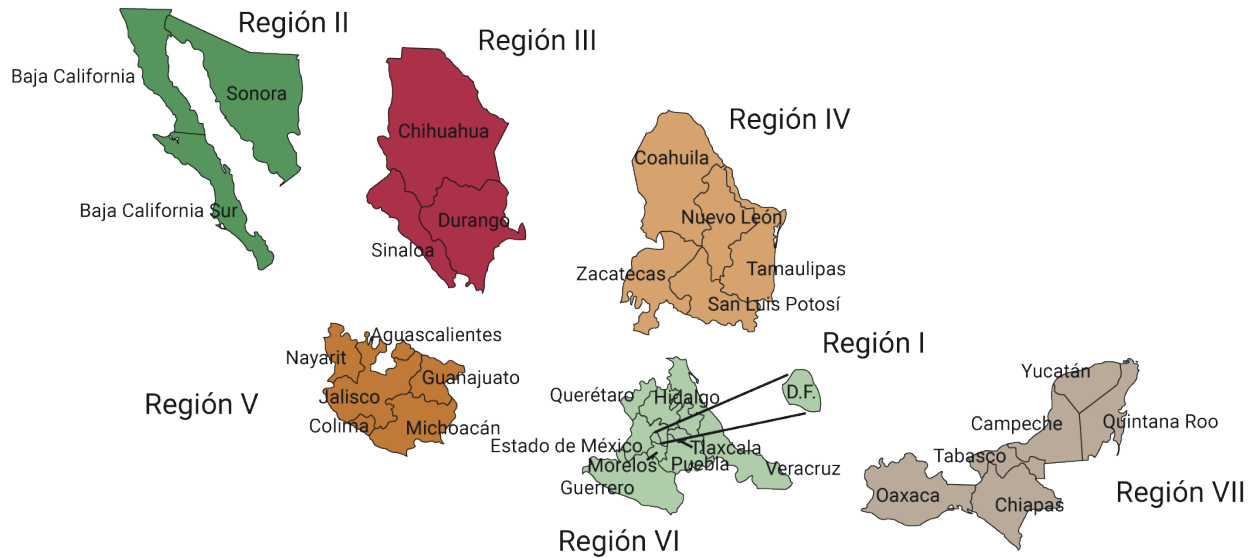 Región II
Baja California
Sonora
Baja California Sur
Región III
Chihuahua
Durango
Sinaloa
Región IV
Coahuila
Nuevo León
Zacatecas
Tamaulipas
San Luis Potosí
Región V
Aguascalientes
Nayarit
Guanajuato
Jalisco
Colima
Michoacán
Región I
D.F.
Querétaro
Hidalgo
Estado de México
Tlaxcala
Morelos
Puebla
Veracruz
Guerrero
Región VI
Yucatán
Campeche
Quintana Roo
Tabasco
Oaxaca
Chiapas
Región VII